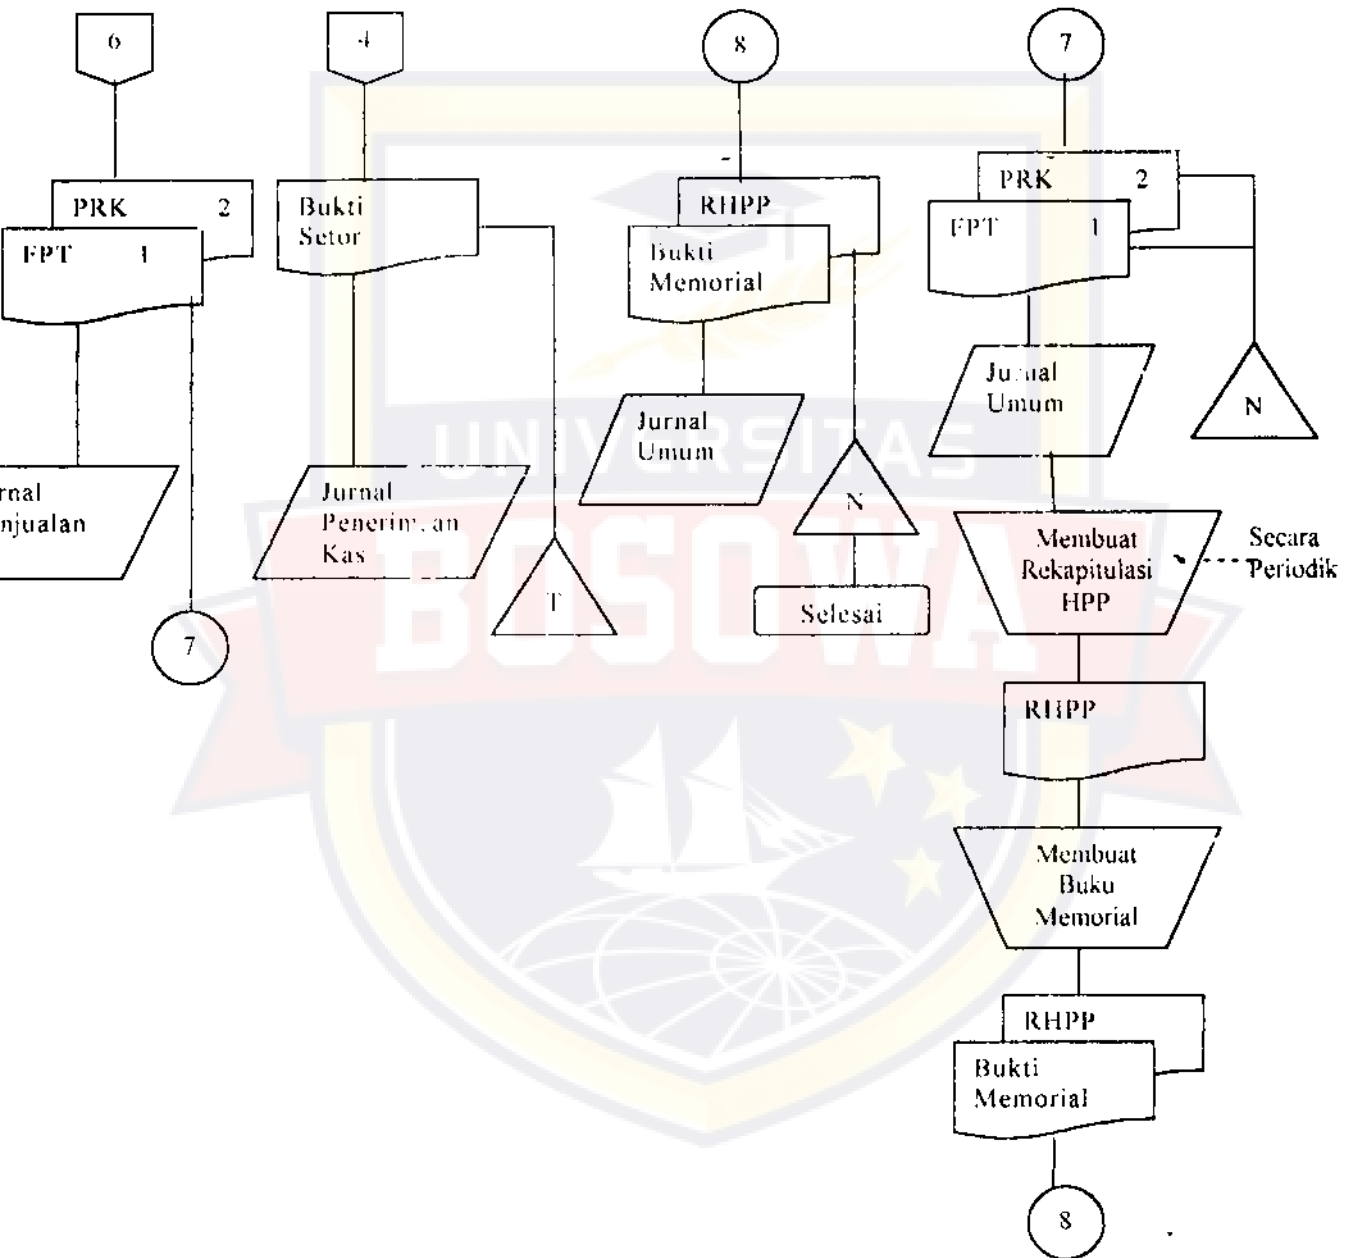 6
4
8
7
PRK 2
FPT 1
Bukti
Setor
RHPP
Bukti
Memorial
PRK 2
FPT 1
Jurnal
Umum
N
Jurnal
Umum
N
Selesai
rnal
njualan
Jurnal
Kas
T
7
Membuat
Rekapitulasi
HPP
Secara
Periodik
RHPP
Membuat
Buku
Memorial
RHPP
Bukti
Memorial
8
UNIVERSITAS
BOSOWA